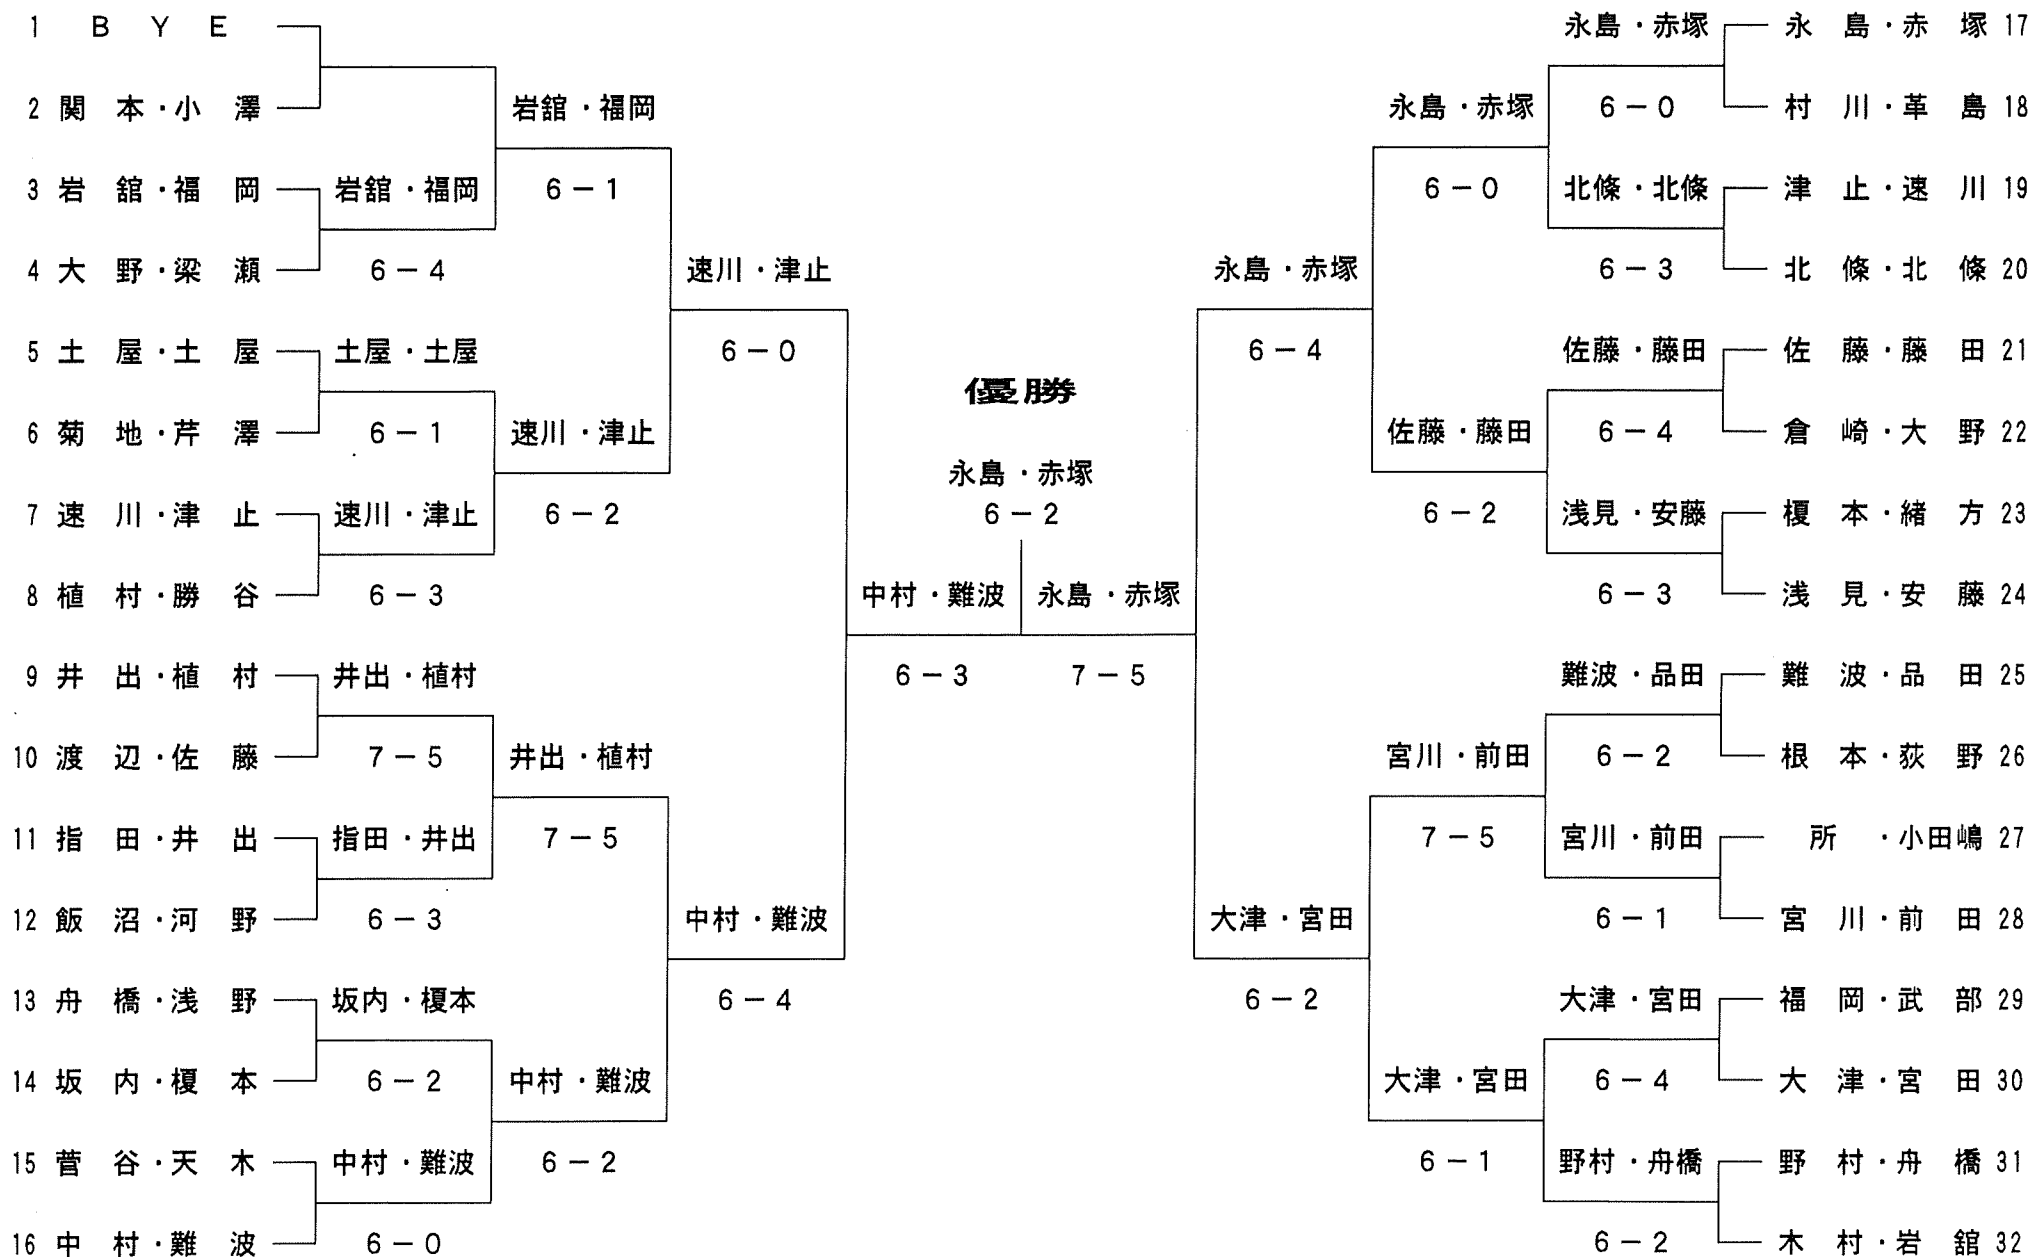 1 BYE
永島・赤塚
永島・赤塚 17
2 関本・小澤
岩舘・福岡
永島・赤塚
6-0
村川・革島 18
3 岩舘・福岡
岩舘・福岡
6-1
6-0
北條・北條
津止・速川 19
4 大野・梁瀬
6-4
速川・津止
永島・赤塚
6-3
北條・北條 20
5 土屋・土屋
土屋・土屋
6-0
6-4
佐藤・藤田
佐藤・藤田 21
優勝
6 菊地・芹澤
6-1
速川・津止
佐藤・藤田
6-4
倉崎・大野 22
永島・赤塚
7 速川・津止
速川・津止
6-2
6-2
6-2
浅見・安藤
榎本・緒方 23
8 植村・勝谷
6-3
中村・難波
永島・赤塚
6-3
浅見・安藤 24
9 井出・植村
井出・植村
6-3
7-5
難波・品田
難波・品田 25
10 渡辺・佐藤
7-5
井出・植村
宮川・前田
6-2
根本・荻野 26
11 指田・井出
指田・井出
7-5
7-5
宮川・前田
所・小田嶋 27
12 飯沼・河野
6-3
中村・難波
大津・宮田
6-1
宮川・前田 28
13 舟橋・浅野
坂内・榎本
6-4
6-2
大津・宮田
福岡・武部 29
14 坂内・榎本
6-2
中村・難波
大津・宮田
6-4
大津・宮田 30
15 菅谷・天木
中村・難波
6-2
6-1
野村・舟橋
野村・舟橋 31
16 中村・難波
6-0
6-2
木村・岩舘 32